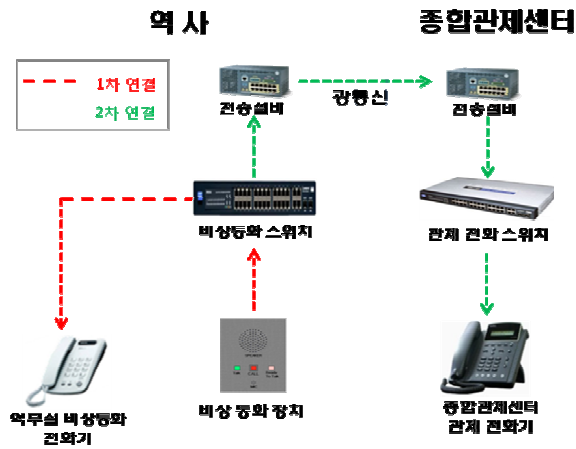 역 사
종합관제센터
1차 연결
2차 연결
전송설비
광통신
전송설비
비상통화 스위치
관제 전화 스위치
역무실 비상통화
전화기
비상 통화 장치
종합관제센터
관제 전화기